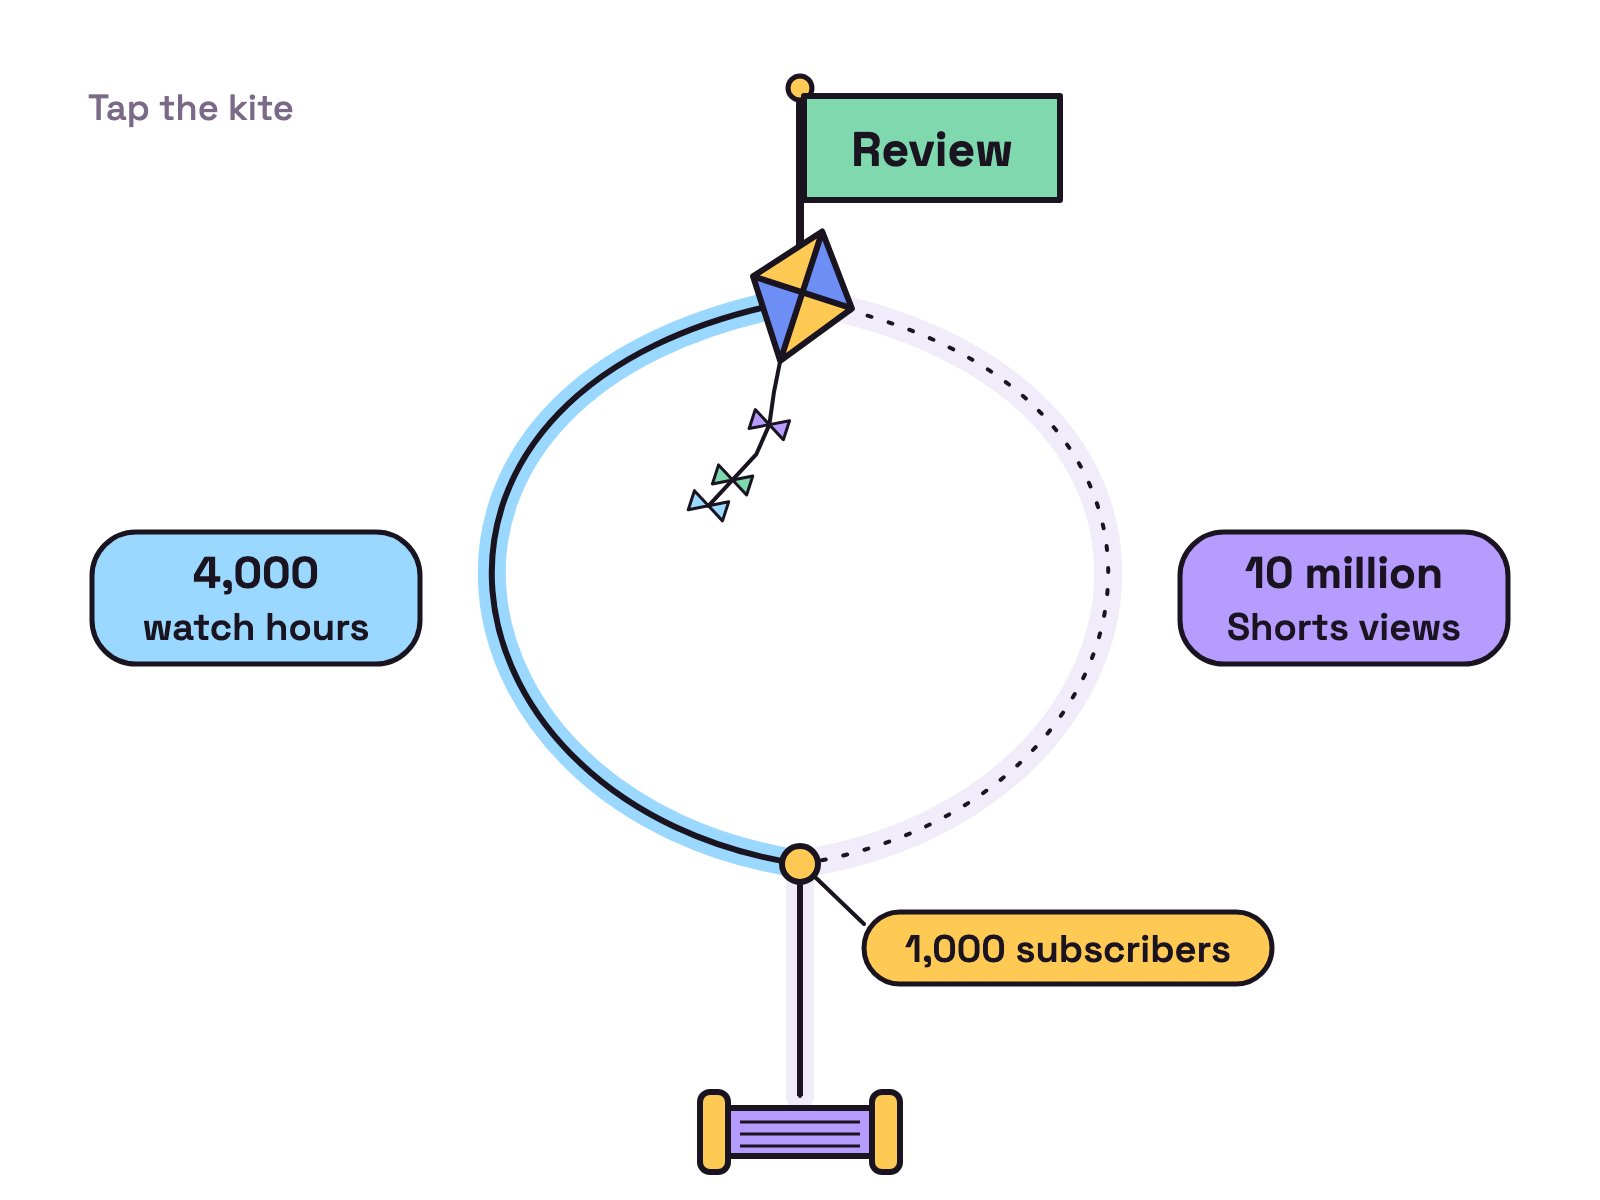 Tap the kite
Review
4,000
watch hours
10 million
Shorts views
1,000 subscribers